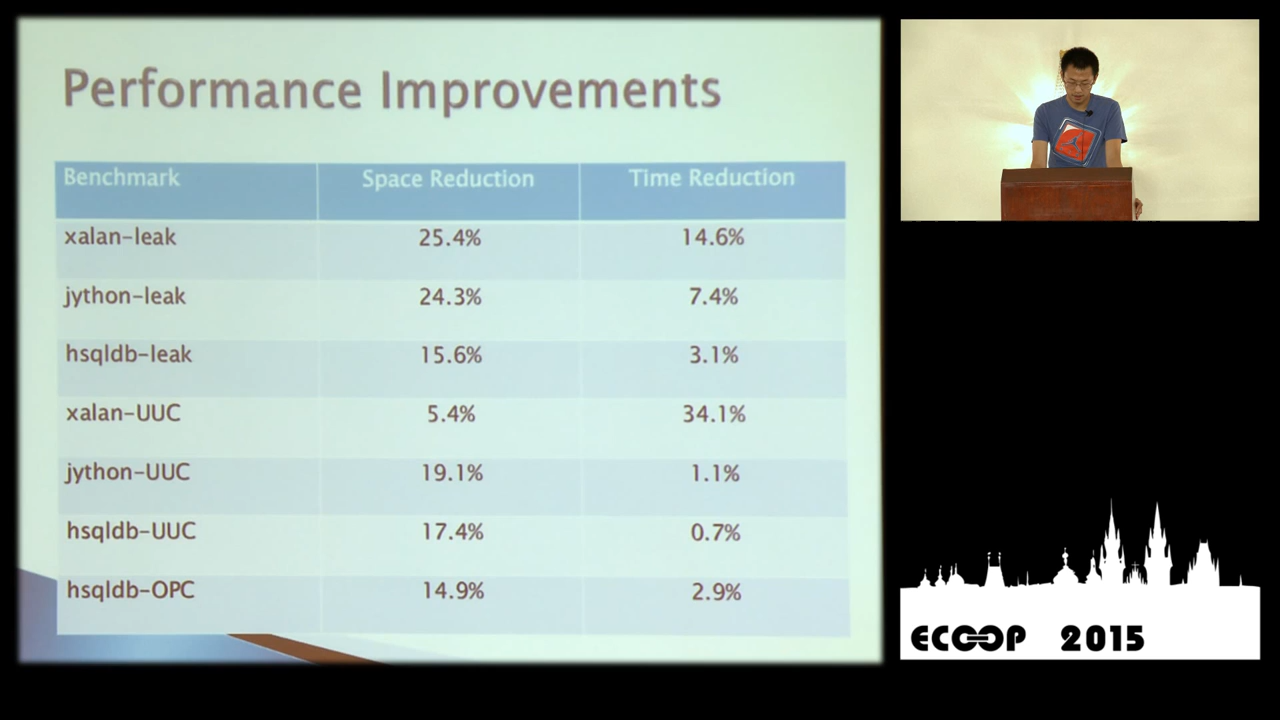 Performance Improvements
Benchmark Space Reduction Time Reduction
xalan-leak 25.4% 14.6%
jython-leak 24.3% 7.4%
hsqldb-leak 15.6% 3.1%
xalan-UUC 5.4% 34.1%
jython-UUC 19.1% 1.1%
hsqldb-UUC 17.4% 0.7%
hsqldb-OPC 14.9% 2.9%
ECOOP 2015